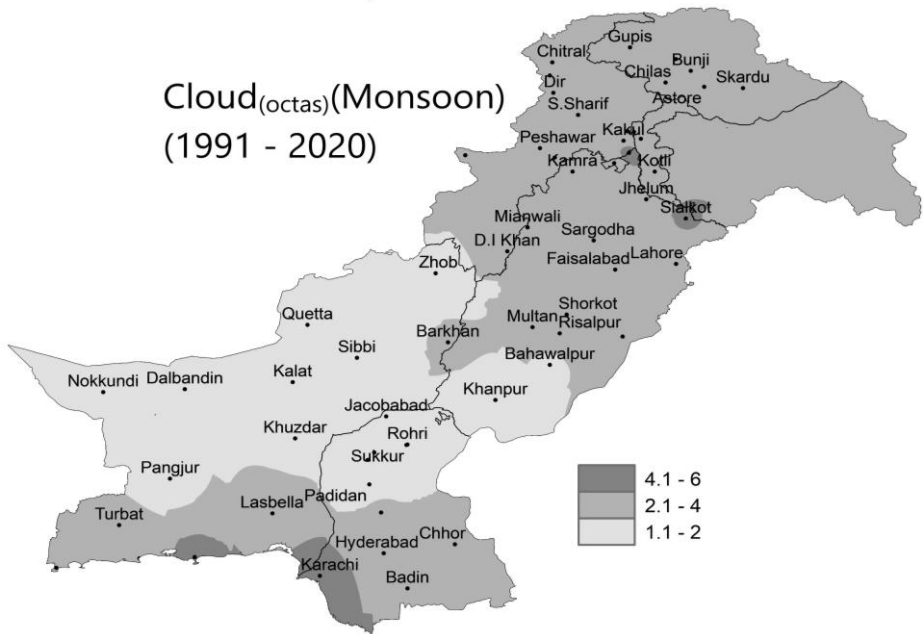 Cloud(octas)(Monsoon)
(1991 - 2020)
Gupis
Chitral
Bunji
Chilas
Skardu
Dir
Astore
S.Sharif
Kakul
Peshawar
Kamra
Kotli
Jhelum
Sialkot
Mianwali
Sargodha
D.I Khan
Lahore
Faisalabad
Zhob
Shorkot
Quetta
Multan
Risalpur
Barkhan
Sibbi
Bahawalpur
Nokkundi
Dalbandin
Kalat
Khanpur
Jacobabad
Khuzdar
Rohri
Sukkur
Pangjur
4.1 - 6
Lasbella
Padidan
2.1 - 4
Turbat
Chhor
1.1 - 2
Hyderabad
Karachi
Badin